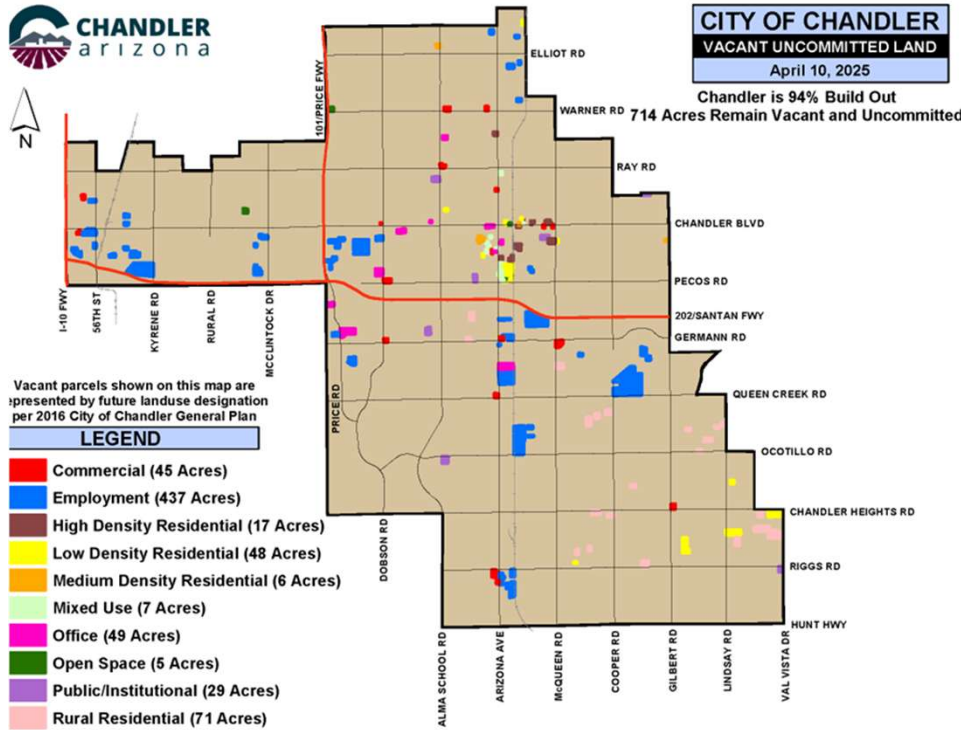 CHANDLER
arizona
CITY OF CHANDLER
VACANT UNCOMMITTED LAND
April 10, 2025
Chandler is 94% Build Out
714 Acres Remain Vacant and Uncommitted
N
101/PRICE FWY
ELLIOT RD
WARNER RD
RAY RD
CHANDLER BLVD
PECOS RD
202/SANTAN FWY
GERMANN RD
QUEEN CREEK RD
OCOTILLO RD
CHANDLER HEIGHTS RD
RIGGS RD
HUNT HWY
I-10 FWY
56TH ST
KYRENE RD
RURAL RD
MCCLINTOCK DR
PRICE RD
DOBSON RD
ALMA SCHOOL RD
ARIZONA AVE
McQUEEN RD
COOPER RD
GILBERT RD
LINDSAY RD
VAL VISTA DR
Vacant parcels shown on this map are
epresented by future landuse designation
per 2016 City of Chandler General Plan
LEGEND
Commercial (45 Acres)
Employment (437 Acres)
High Density Residential (17 Acres)
Low Density Residential (48 Acres)
Medium Density Residential (6 Acres)
Mixed Use (7 Acres)
Office (49 Acres)
Open Space (5 Acres)
Public/Institutional (29 Acres)
Rural Residential (71 Acres)